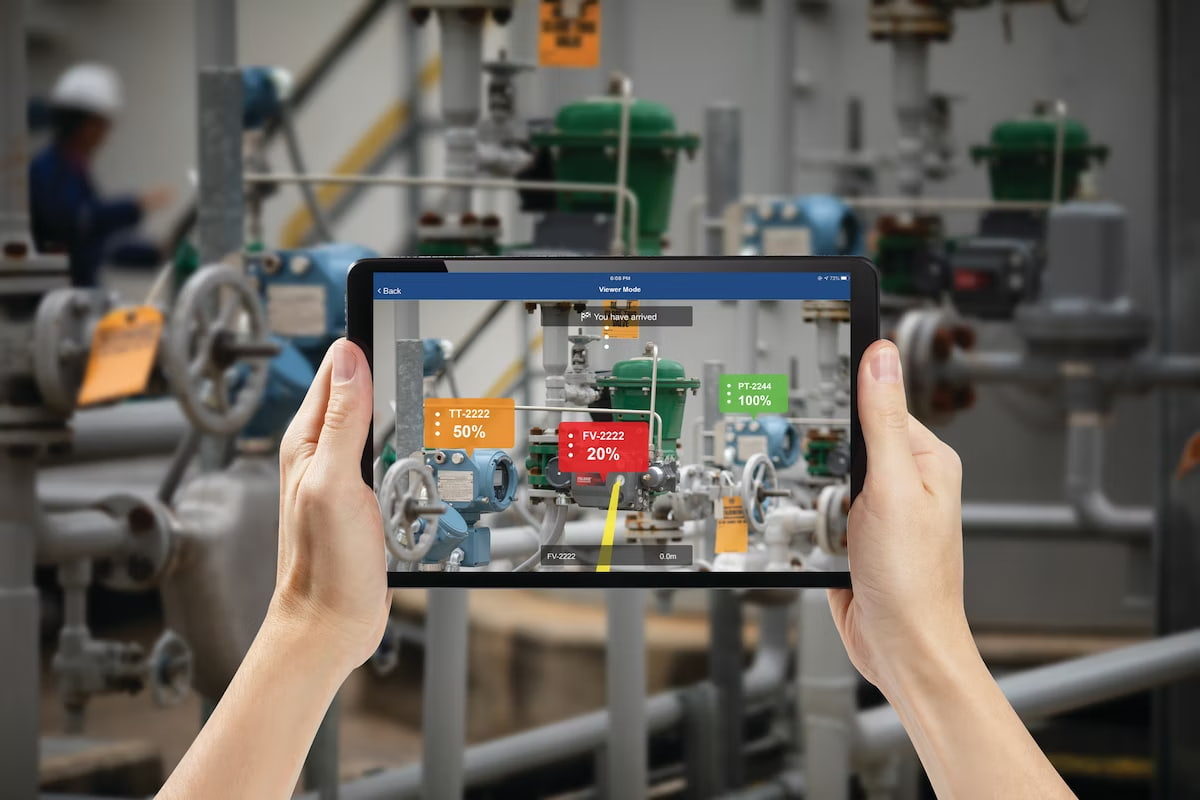 6:08 PM
73%
Back
Viewer Mode
You have arrived
PT-2244
100%
TT-2222
50%
FV-2222
20%
FV-2222
0.0m